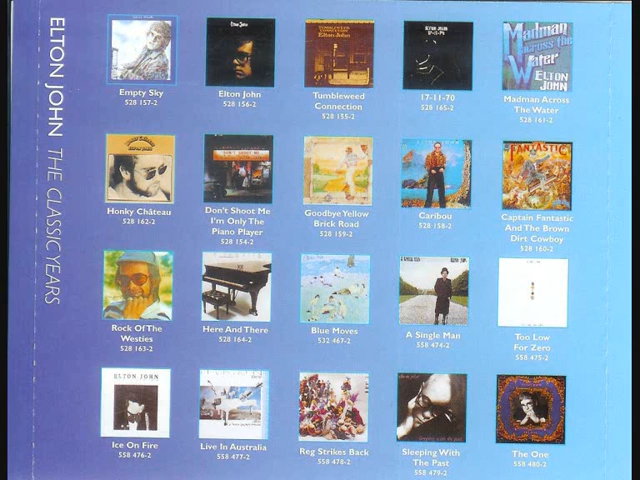 ELTON JOHN THE CLASSIC YEARS
Empty Sky
528 157-2
Elton John
Elton John
528 156-2
TUMBLEWEED
CONNECTION
Elton John
Tumbleweed
Connection
528 155-2
17-11-70
528 165-2
Madman
across the
Water
ELTON
JOHN
Madman Across
The Water
528 161-2
Honky Château
528 162-2
Don't Shoot Me
I'm Only The
Piano Player
528 154-2
Goodbye Yellow
Brick Road
528 159-2
Caribou
528 158-2
FANTASTIC
Captain Fantastic
And The Brown
Dirt Cowboy
528 160-2
Rock Of The
Westies
528 163-2
Here And There
528 164-2
Blue Moves
532 467-2
A Single Man
558 474-2
Too Low
For Zero
558 475-2
ELTON JOHN
Ice On Fire
558 476-2
Live In Australia
558 477-2
Reg Strikes Back
558 478-2
Sleeping With
The Past
558 479-2
The One
558 480-2